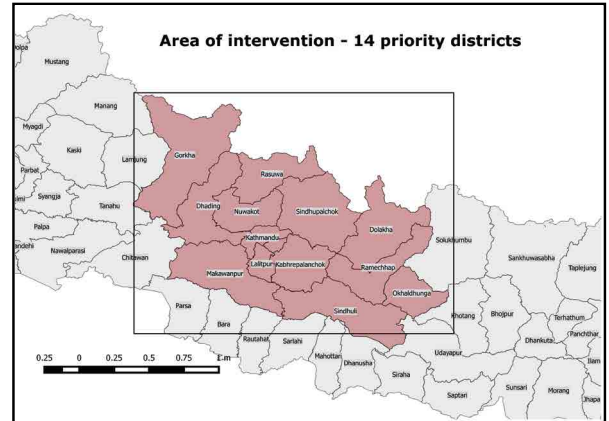 Area of intervention - 14 priority districts
Mustang
Manang
Myagdi
Kaski
Lamjung
Gorkha
Parbat
Syangja
Tanahu
Palpa
Nawalparasi
Chitawan
Rasuwa
Dhading
Nuwakot
Sindhupalchok
Dolakha
Kathmandu
Lalitpur
Kabhrepalanchok
Ramechhap
Makawanpur
Okhaldhunga
Sindhuli
Solukhumbu
Sankhuwasabha
Taplejung
Parsa
Bara
Rautahat
Sarlahi
Mahottari
Dhanusha
Siraha
Saptari
Udayapur
Khotang
Bhojpur
Terhathum
Panchthar
Dhankuta
Ilam
Sunsari
Morang
Jhapa
0.25 0 0.25 0.5 0.75